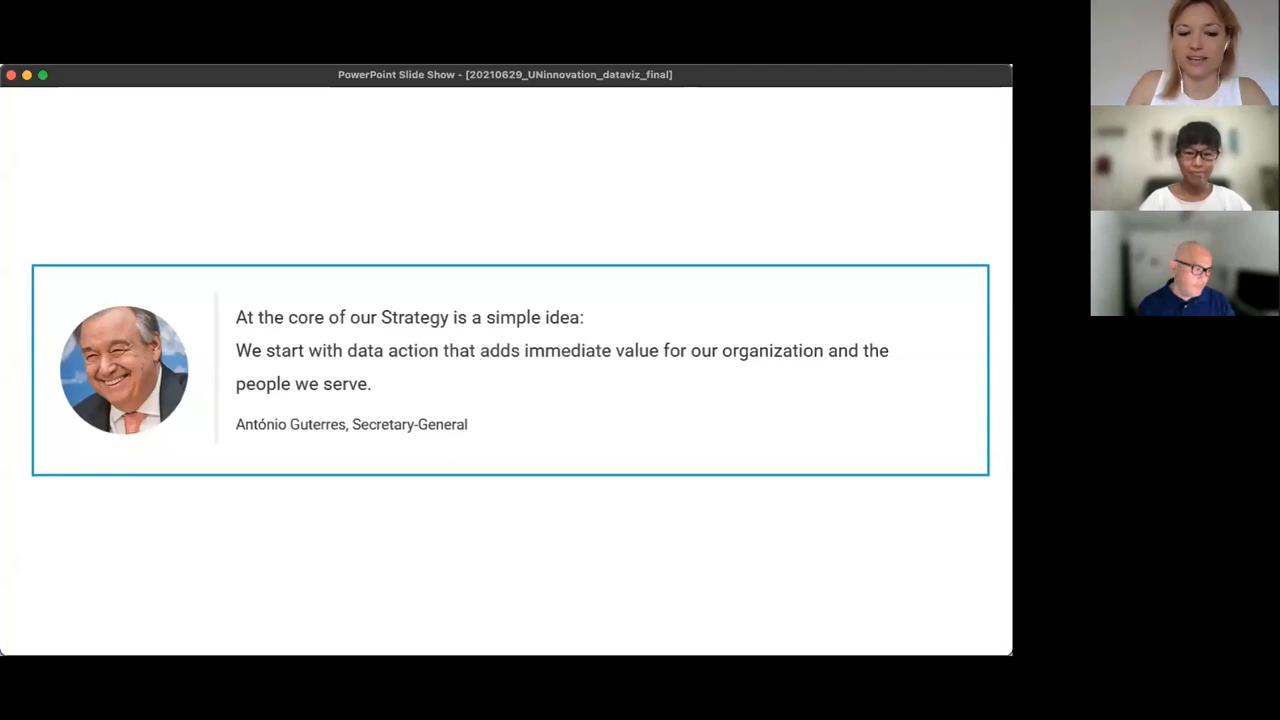 PowerPoint Slide Show - [20210629_UNinnovation_dataviz_final]
At the core of our Strategy is a simple idea:
We start with data action that adds immediate value for our organization and the
people we serve.
António Guterres, Secretary-General